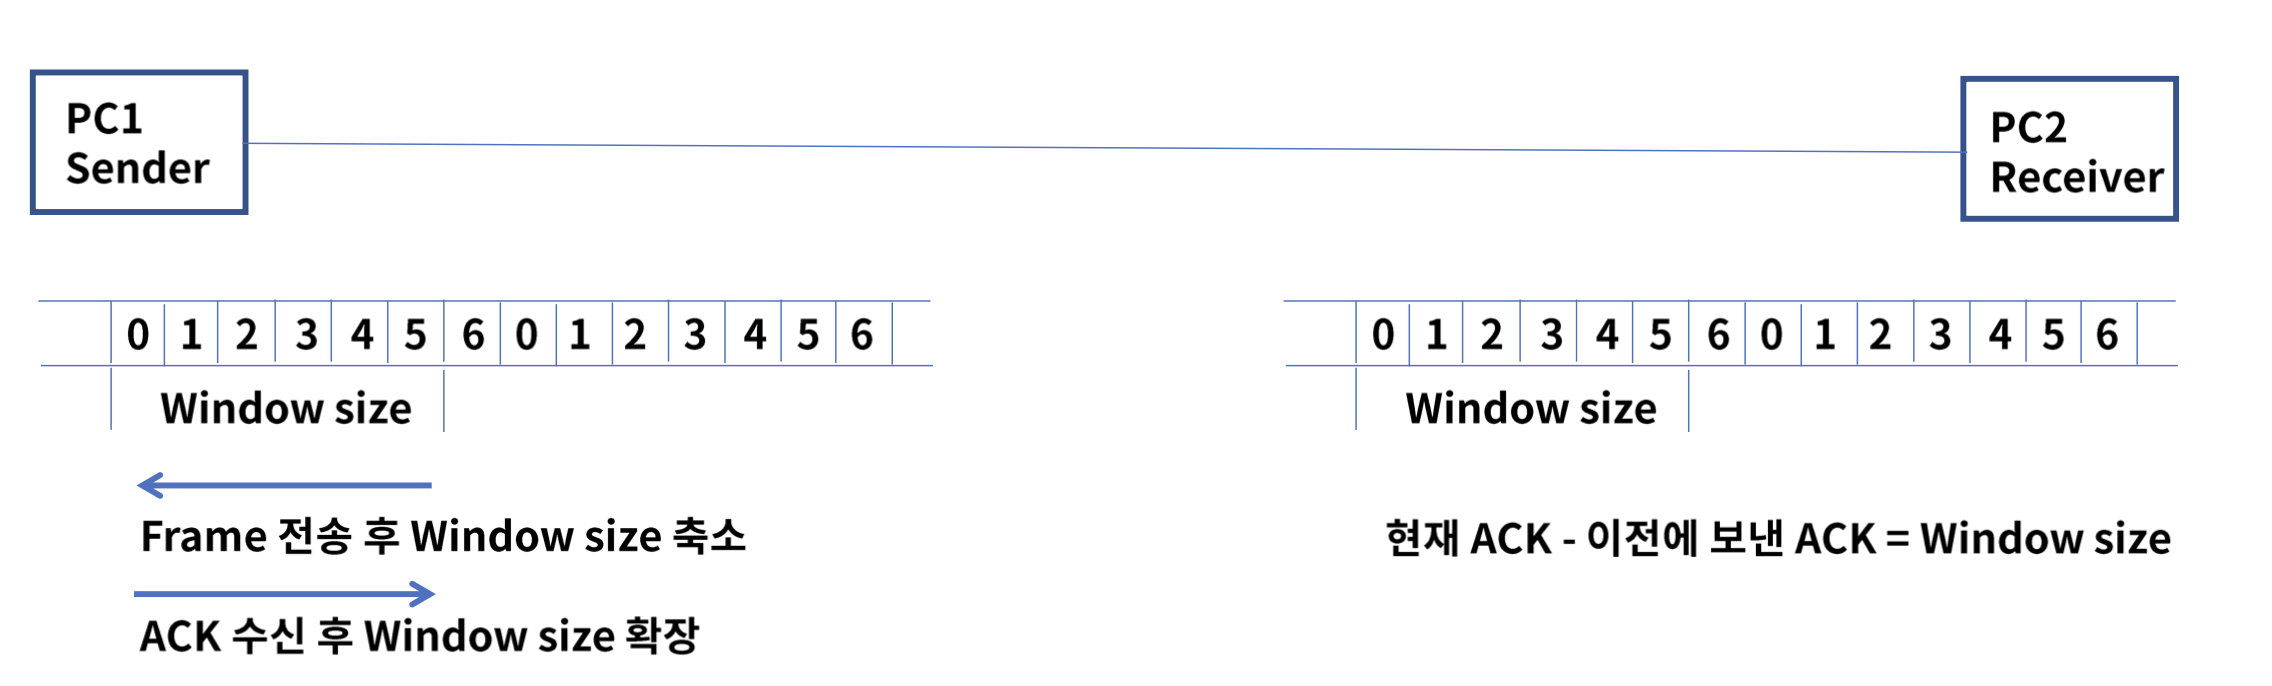 PC1
Sender
PC2
Receiver
0 1 2 3 4 5 6 0 1 2 3 4 5 6
0 1 2 3 4 5 6 0 1 2 3 4 5 6
Window size
Window size
Frame 전송 후 Window size 축소
현재 ACK - 이전에 보낸 ACK = Window size
ACK 수신 후 Window size 확장